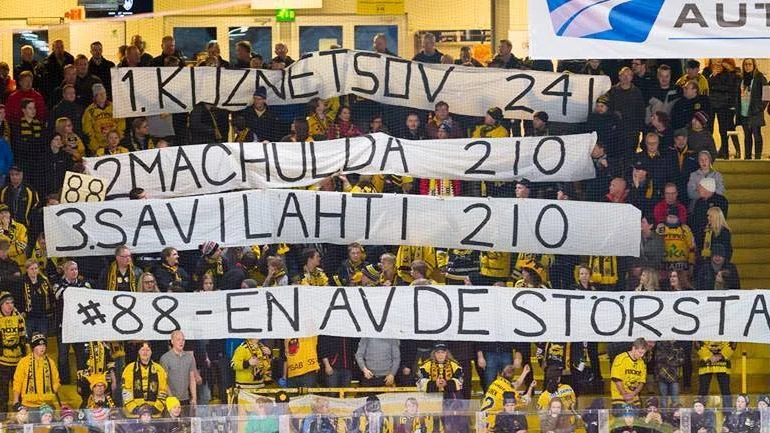 AUT
1. KUZNETSOV 241
2 MACHULDA 210
88
3. SAVILAHTI 210
#88 - EN AV DE STÖRSTA